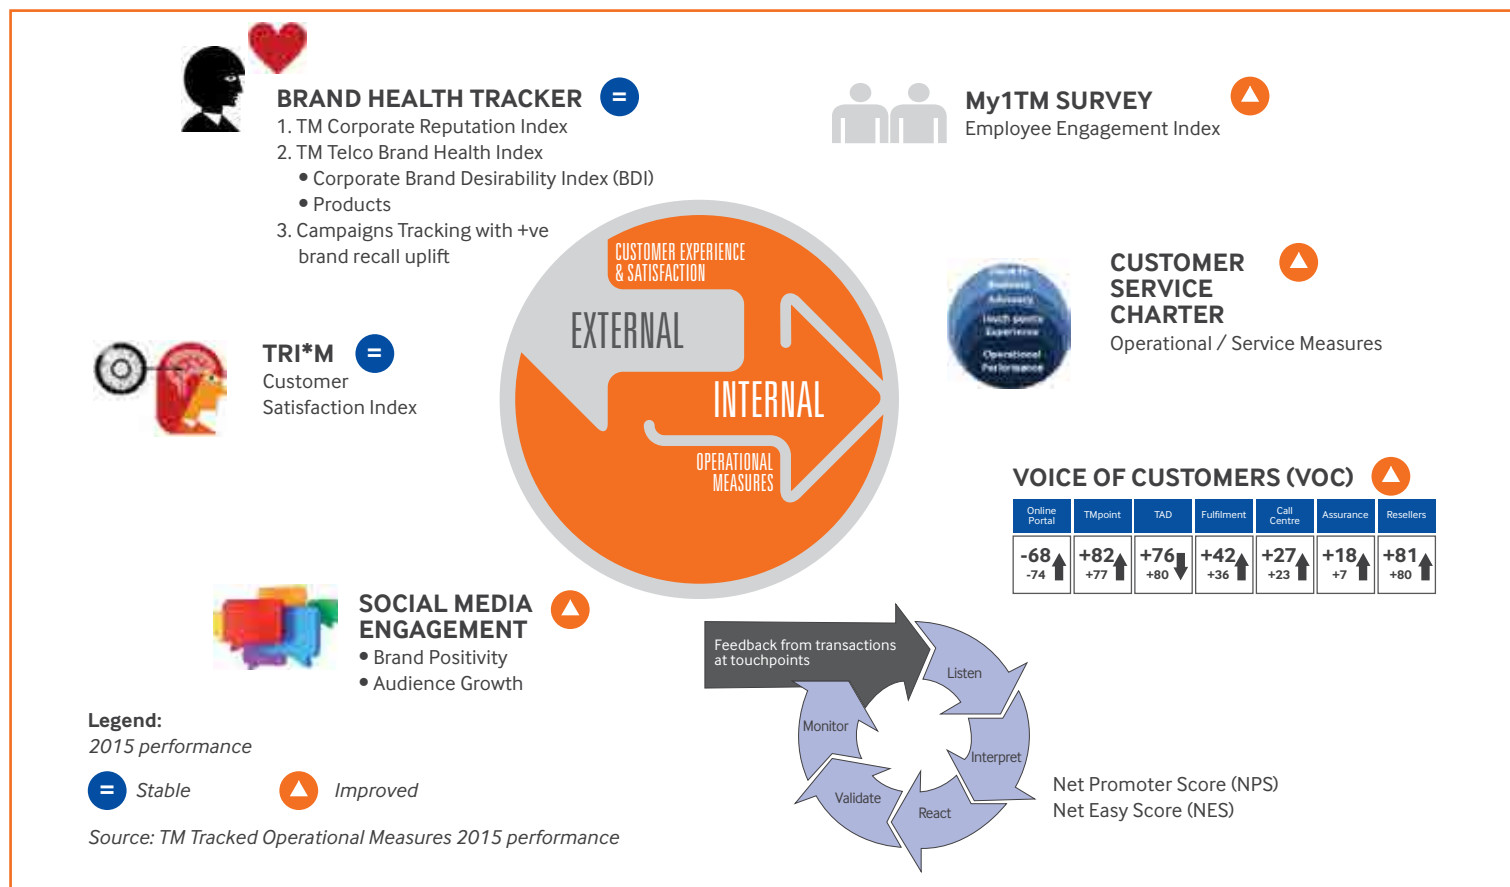 BRAND HEALTH TRACKER =
1. TM Corporate Reputation Index
2. TM Telco Brand Health Index
• Corporate Brand Desirability Index (BDI)
• Products
3. Campaigns Tracking with +ve
brand recall uplift
My1TM SURVEY
Employee Engagement Index
CUSTOMER EXPERIENCE
& SATISFACTION
EXTERNAL
INTERNAL
OPERATIONAL
MEASURES
CUSTOMER
SERVICE
CHARTER
Operational / Service Measures
Advocacy
Experience
Operational
Performance
TRI*M =
Customer
Satisfaction Index
VOICE OF CUSTOMERS (VOC)
Online Portal TMpoint TAD Fulfilment Call Centre Assurance Resellers
-68 +82 +76 +42 +27 +18 +81
-74 +77 +80 +36 +23 +7 +80
SOCIAL MEDIA
ENGAGEMENT
• Brand Positivity
• Audience Growth
Feedback from transactions
at touchpoints
Listen
Interpret
React
Validate
Monitor
Net Promoter Score (NPS)
Net Easy Score (NES)
Legend:
2015 performance
= Stable
Improved
Source: TM Tracked Operational Measures 2015 performance